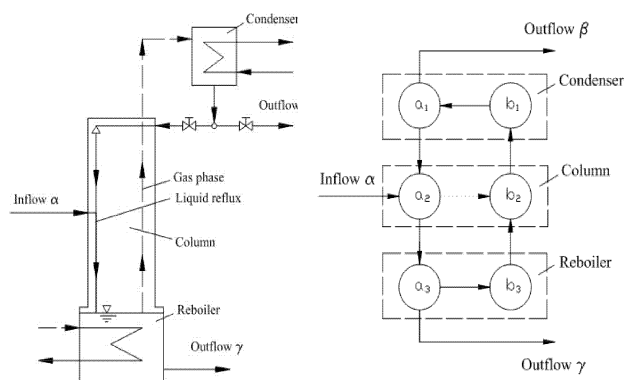 Condenser
Outflow
Gas phase
Liquid reflux
Inflow α
Column
Reboiler
Outflow γ
Outflow β
Condenser
a1
b1
Column
Inflow α
a2
b2
Reboiler
a3
b3
Outflow γ